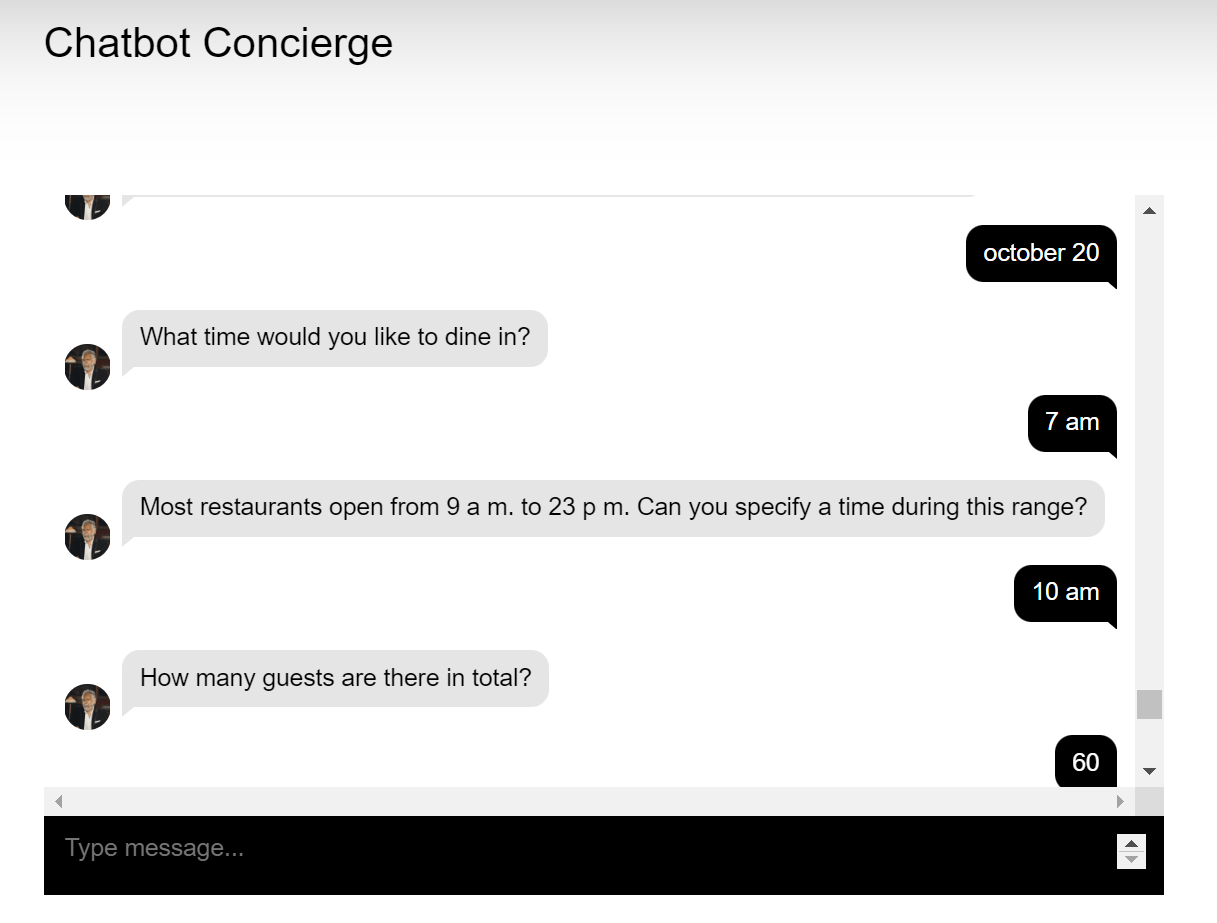 Chatbot Concierge
october 20
What time would you like to dine in?
7 am
Most restaurants open from 9 a m. to 23 p m. Can you specify a time during this range?
10 am
How many guests are there in total?
60
Type message...